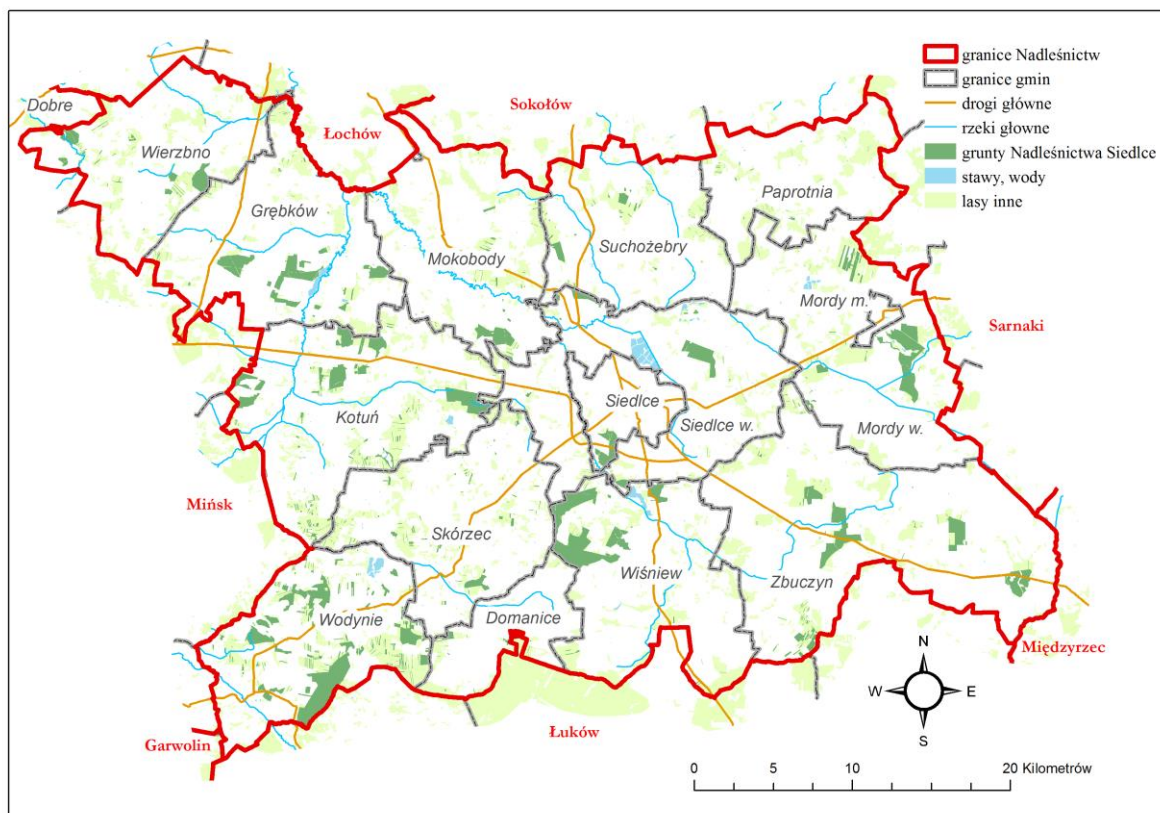 granice Nadleśnictw
granice gmin
drogi główne
rzeki głowne
grunty Nadleśnictwa Siedlce
stawy, wody
lasy inne
Dobre
Sokołów
Łochów
Wierzbno
Paprotnia
Grębków
Suchożebry
Mokobody
Mordy m.
Sarnaki
Siedlce
Kotuń
Siedlce w.
Mordy w.
Mińsk
Skórzec
Wiśniew
Zbuczyn
Wodynie
Domanice
Międzyrzec
N
W
E
S
Garwolin
Łuków
0 5 10 20 Kilometrów